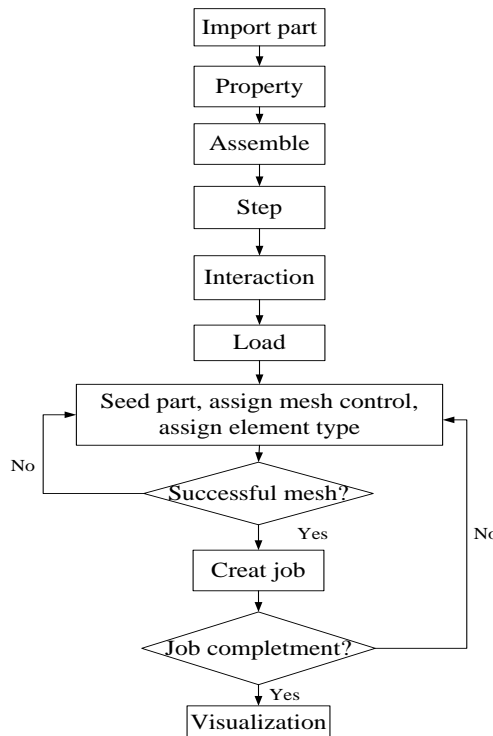 Import part
Property
Assemble
Step
Interaction
Load
Seed part, assign mesh control,
assign element type
No
Successful mesh?
Yes
No
Creat job
Job completment?
Yes
Visualization